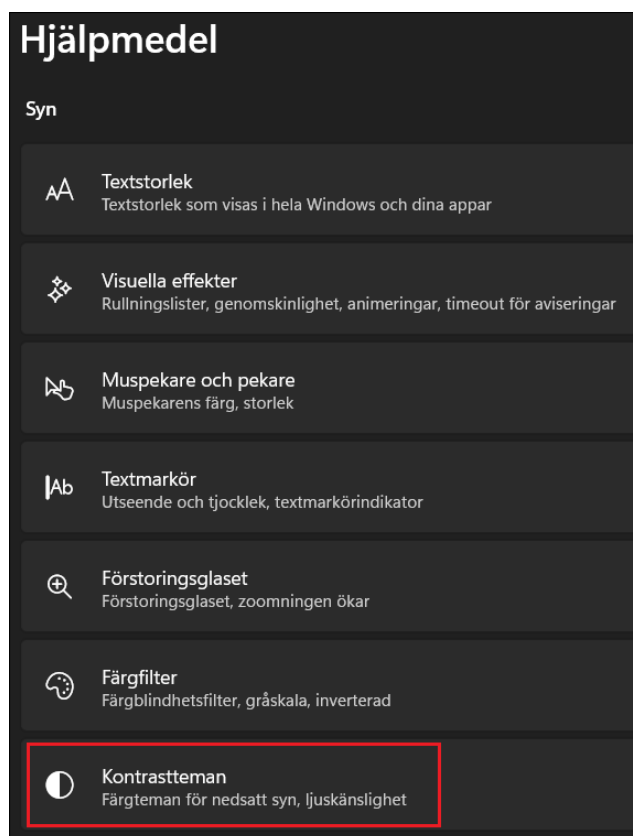 Hjälpmedel
Syn
AA
Textstorlek
Textstorlek som visas i hela Windows och dina appar
Visuella effekter
Rullningslister, genomskinlighet, animeringar, timeout för aviseringar
Muspekare och pekare
Muspekarens färg, storlek
Ab
Textmarkör
Utseende och tjocklek, textmarkörindikator
Förstoringsglaset
Förstoringsglaset, zoomningen ökar
Färgfilter
Färgblindhetsfilter, gråskala, inverterad
Kontrastteman
Färgteman för nedsatt syn, ljuskänslighet